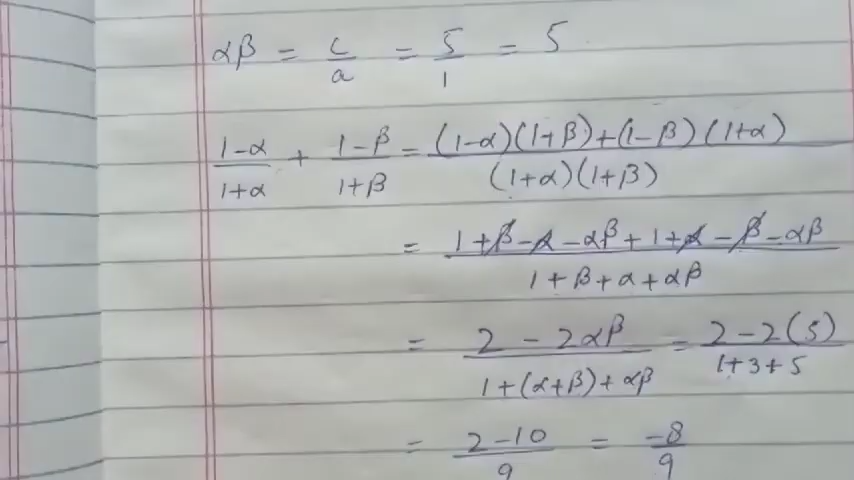 αβ = c/a = 5/1 = 5
(1-α)/(1+α) + (1-β)/(1+β) = ((1-α)(1+β)+(1-β)(1+α))/((1+α)(1+β))
= (1+β-α-αβ+1+α-β-αβ)/(1+β+α+αβ)
= (2-2αβ)/(1+(α+β)+αβ) = (2-2(5))/(1+3+5)
= (2-10)/9 = -8/9